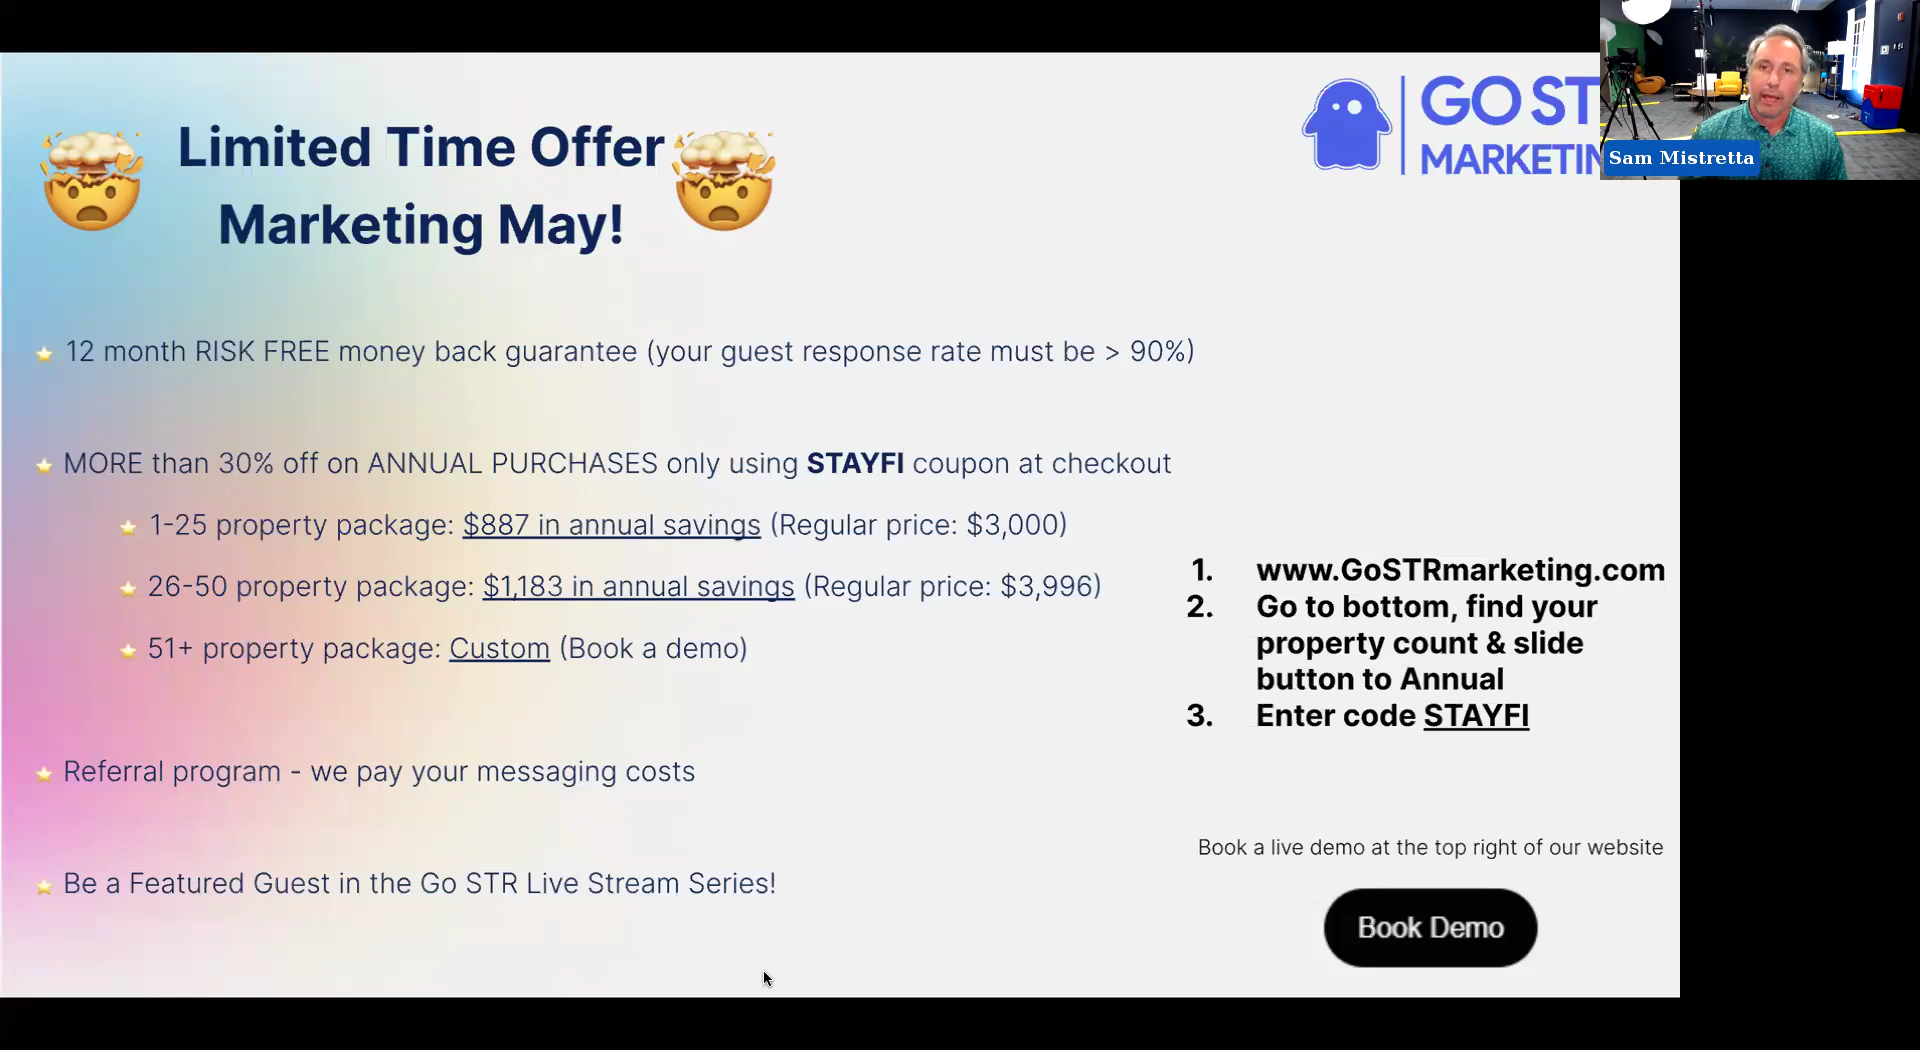 Limited Time Offer
Marketing May!
GO ST
MARKETIN
Sam Mistretta
12 month RISK FREE money back guarantee (your guest response rate must be > 90%)
MORE than 30% off on ANNUAL PURCHASES only using STAYFI coupon at checkout
1-25 property package: $887 in annual savings (Regular price: $3,000)
26-50 property package: $1,183 in annual savings (Regular price: $3,996)
51+ property package: Custom (Book a demo)
Referral program - we pay your messaging costs
Be a Featured Guest in the Go STR Live Stream Series!
1. www.GoSTRmarketing.com
2. Go to bottom, find your
property count & slide
button to Annual
3. Enter code STAYFI
Book a live demo at the top right of our website
Book Demo